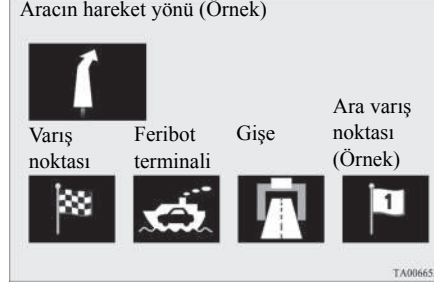 Aracın hareket yönü (Örnek)
Varış
noktası
Feribot
terminali
Gişe
Ara varış
noktası
(Örnek)
1
TA00665